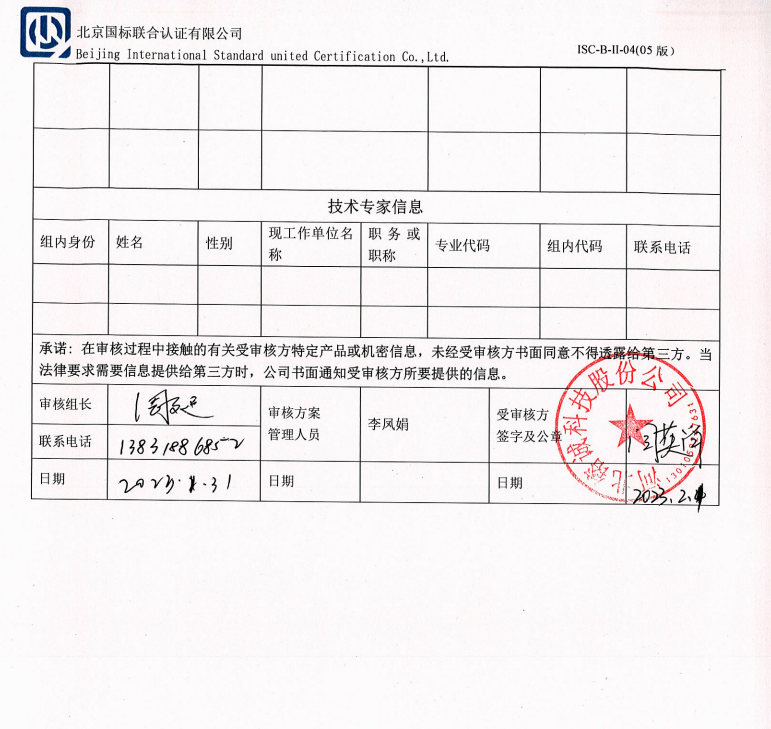 北京国标联合认证有限公司
Beijing International Standard united Certification Co.,Ltd.
ISC-B-II-04(05 版)
技术专家信息
组内身份 姓名 性别 现工作单位名称 职务或职称 专业代码 组内代码 联系电话
承诺：在审核过程中接触的有关受审核方特定产品或机密信息，未经受审核方书面同意不得透露给第三方。当
法律要求需要信息提供给第三时，公司书面通知受审核方所要提供的信息。
审核组长
审核方案
管理人员
李凤娟
受审核方
签字及公章
联系电话 13831886852
日期 日期 日期 2023.2.1
科技股份公司